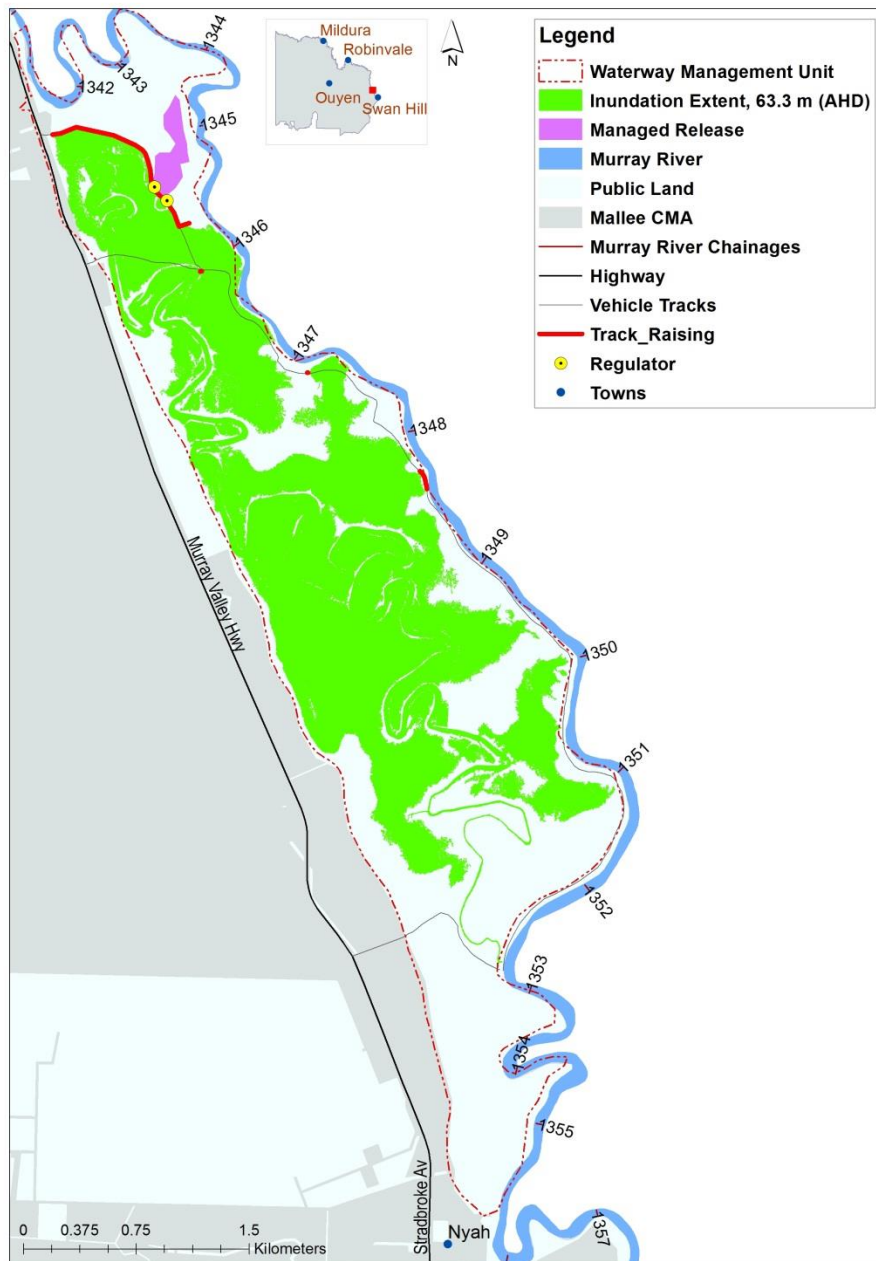 1344
1343
1342
1345
1346
1347
1348
1349
1350
1351
1352
1353
1354
1355
1357
Mildura
Robinvale
Ouyen
Swan Hill
N
Legend
Waterway Management Unit
Inundation Extent, 63.3 m (AHD)
Managed Release
Murray River
Public Land
Mallee CMA
Murray River Chainages
Highway
Vehicle Tracks
Track_Raising
Regulator
Towns
Murray Valley Hwy
Stradbroke Av
Nyah
0 0.375 0.75 1.5
Kilometers